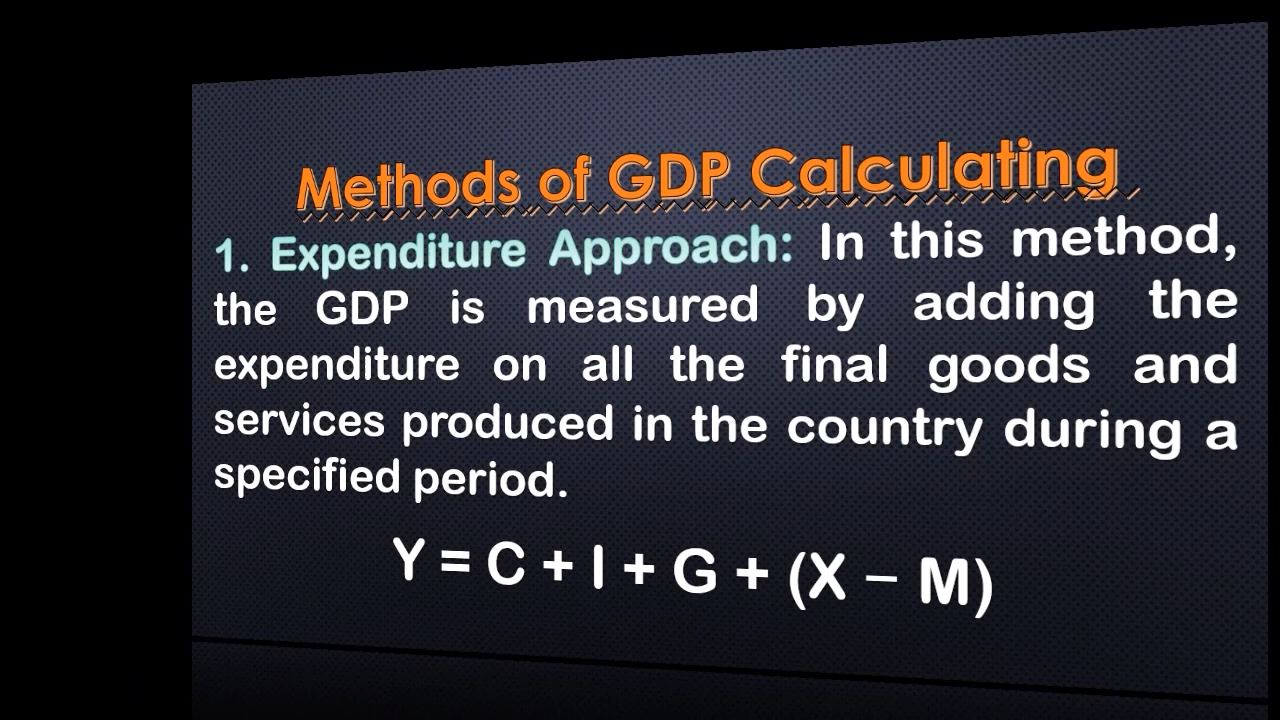 Methods of GDP Calculating
1. Expenditure Approach: In this method,
the GDP is measured by adding the
expenditure on all the final goods and
services produced in the country during a
specified period.
Y = C + I + G + (X – M)